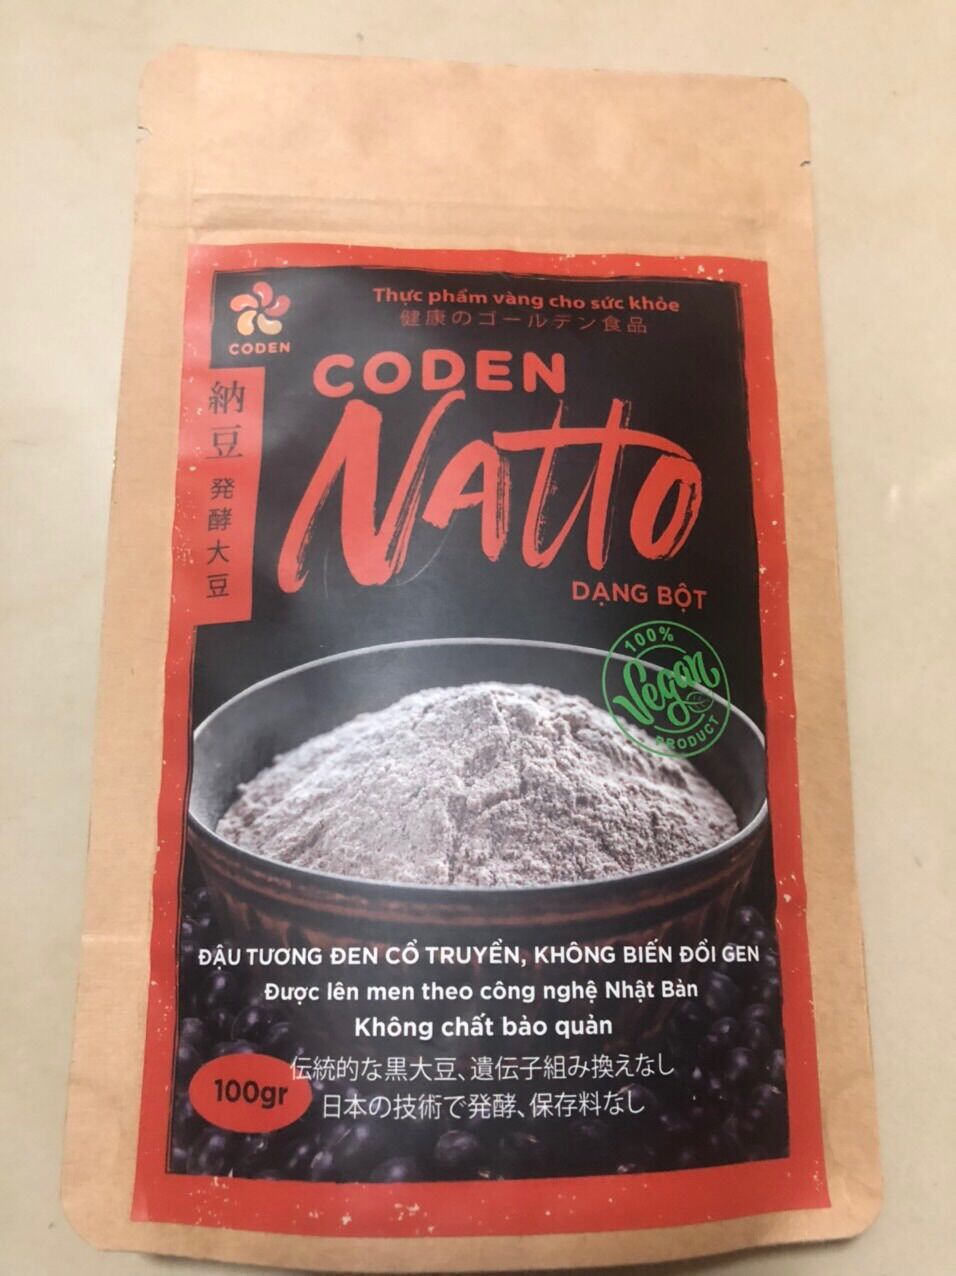 CODEN
Thực phẩm vàng cho sức khỏe
健康のゴールデン食品
CODEN
Natto
DẠNG BỘT
納豆 発酵大豆
100%
Vegan
PRODUCT
ĐẬU TƯƠNG ĐEN CỔ TRUYỀN, KHÔNG BIẾN ĐỔI GEN
Được lên men theo công nghệ Nhật Bản
Không chất bảo quản
伝統的な黒大豆、遺伝子組み換えなし
日本の技術で発酵、保存料なし
100gr